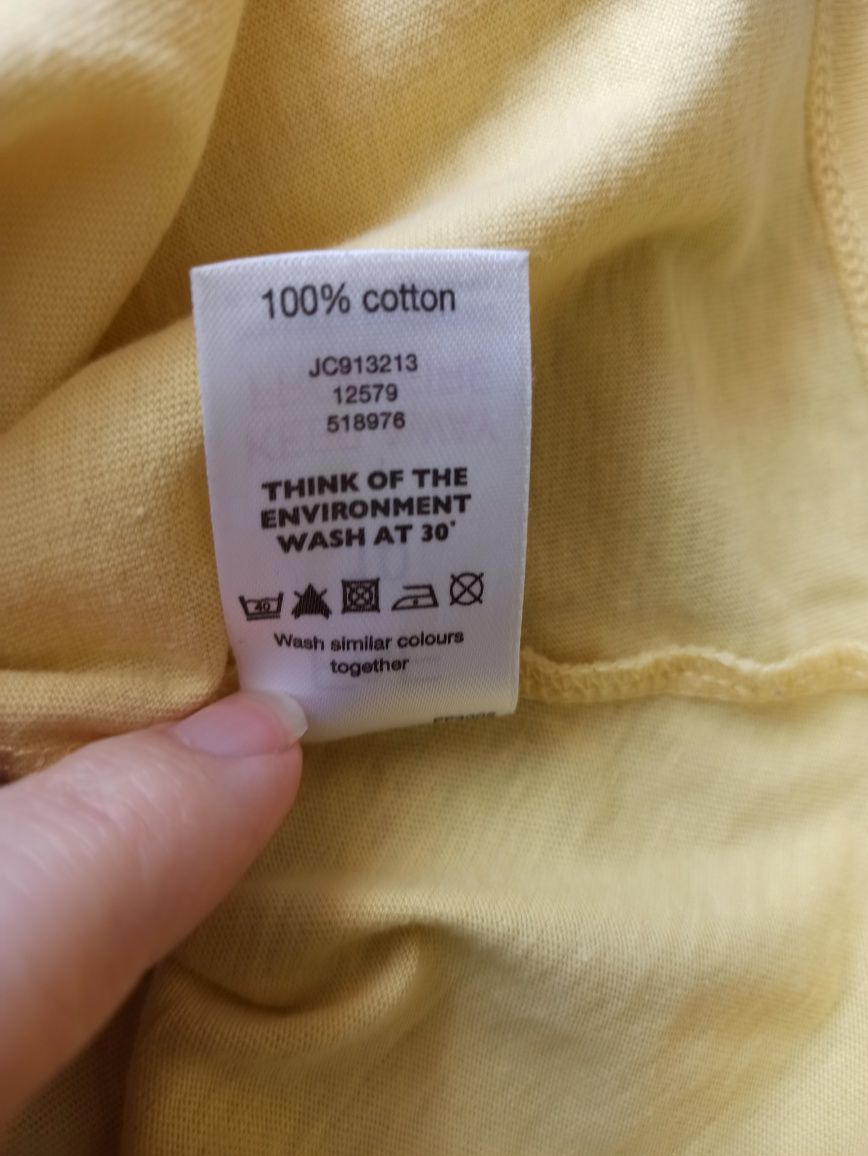 100% cotton
JC913213
12579
518976
THINK OF THE
ENVIRONMENT
WASH AT 30°
40
Wash similar colours
together